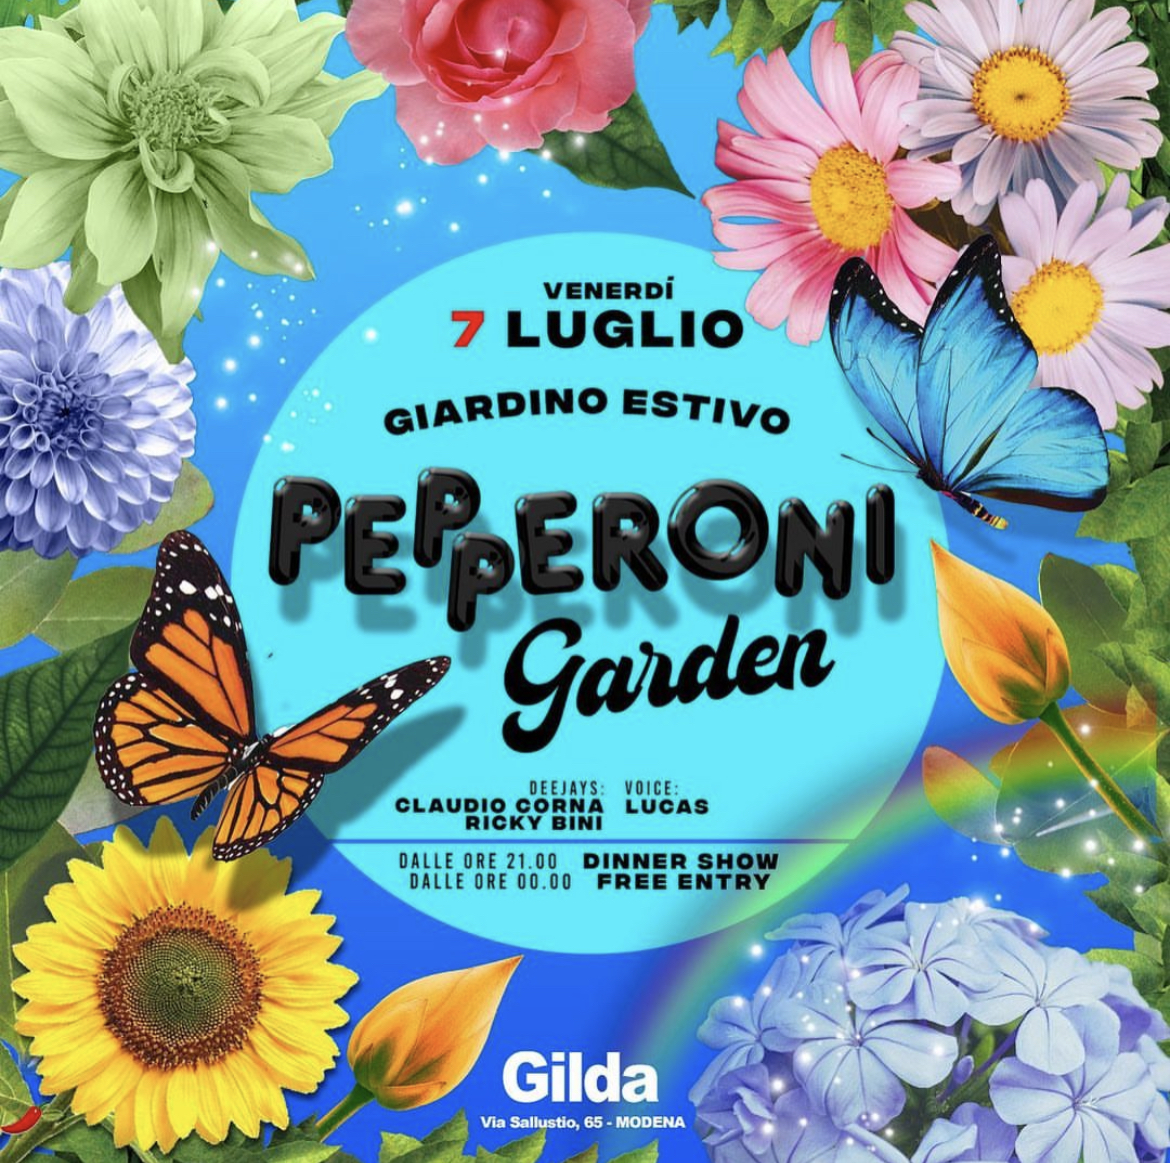 VENERDÍ
7 LUGLIO
GIARDINO ESTIVO
PEPPERONI
Garden
DEEJAYS: VOICE:
CLAUDIO CORNA LUCAS
RICKY BINI
DALLE ORE 21.00 DINNER SHOW
DALLE ORE 00.00 FREE ENTRY
Gilda
Via Sallustio, 65 - MODENA